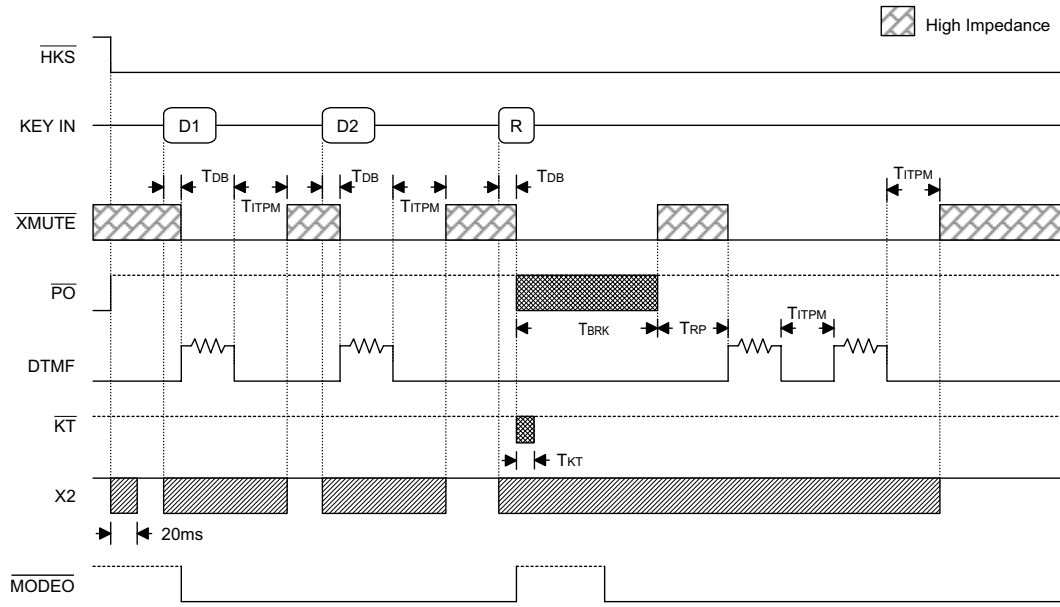 High Impedance
HKS
KEY IN
D1
D2
R
TDB
TDB
TDB
TITPM
TITPM
TITPM
XMUTE
PO
TBRK
TRP
TITPM
DTMF
KT
TKT
X2
20ms
MODEO